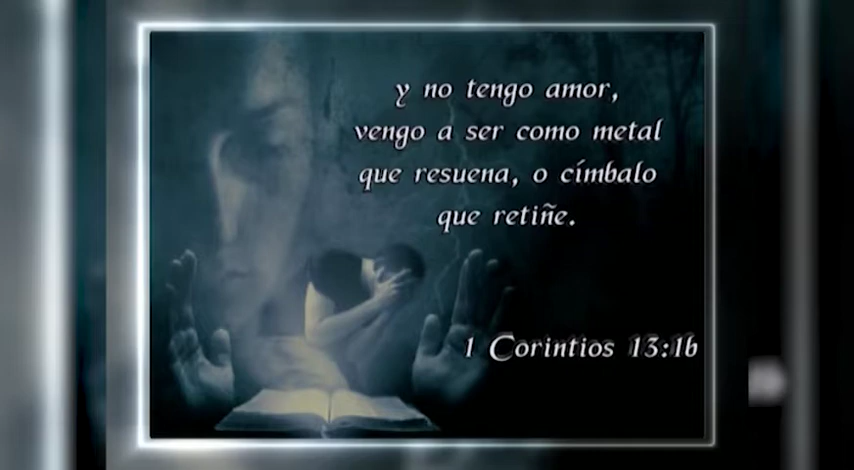 y no tengo amor,
vengo a ser como metal
que resuena, o címbalo
que retiñe.
1 Corintios 13:1b